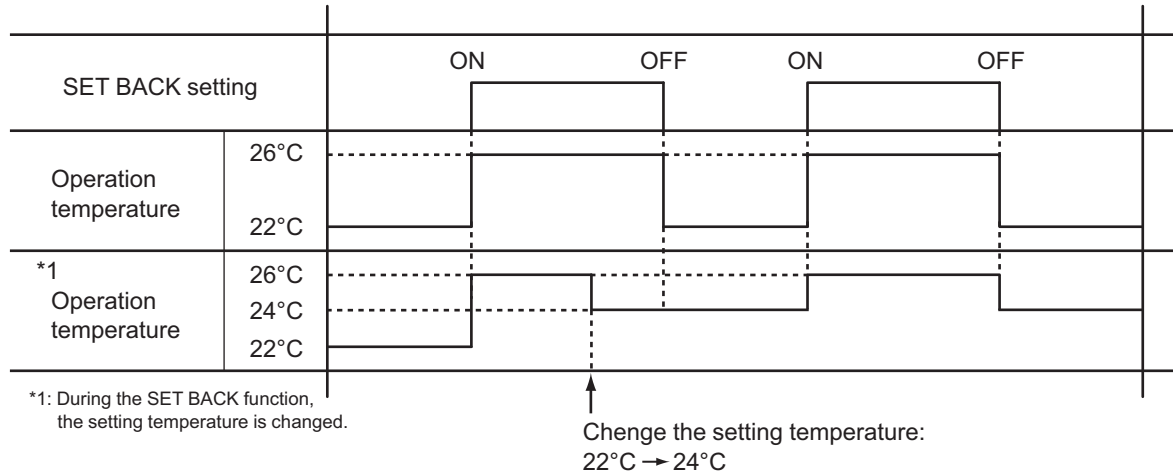 ON OFF ON OFF
SET BACK setting
26°C
Operation
temperature
22°C
*1
Operation
temperature
26°C
24°C
22°C
*1: During the SET BACK function,
the setting temperature is changed.
Chenge the setting temperature:
22°C → 24°C